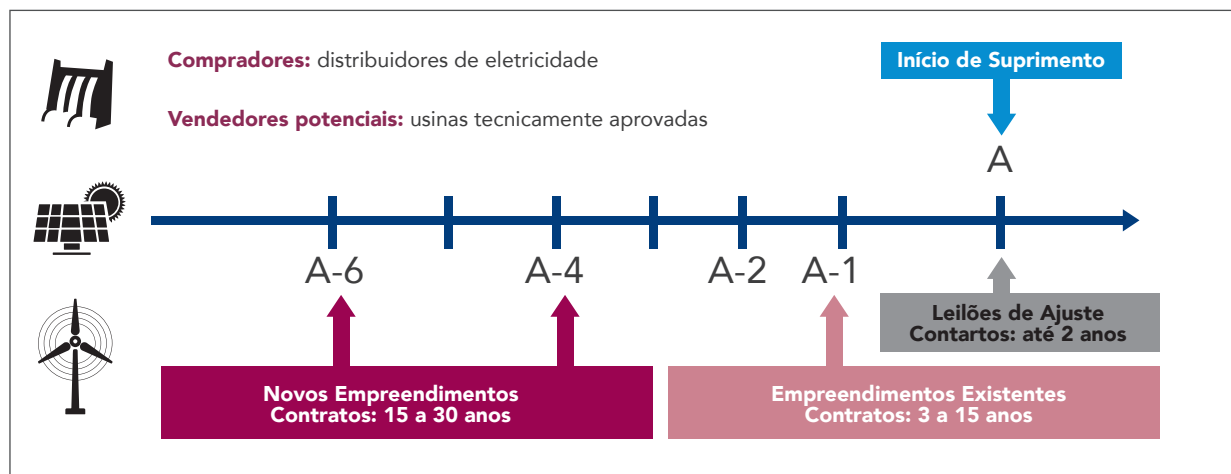 Compradores: distribuidores de eletricidade
Início de Suprimento
Vendedores potenciais: usinas tecnicamente aprovadas
A
A-6
A-4
A-2
A-1
Leilões de Ajuste
Contartos: até 2 anos
Novos Empreendimentos
Contratos: 15 a 30 anos
Empreendimentos Existentes
Contratos: 3 a 15 anos